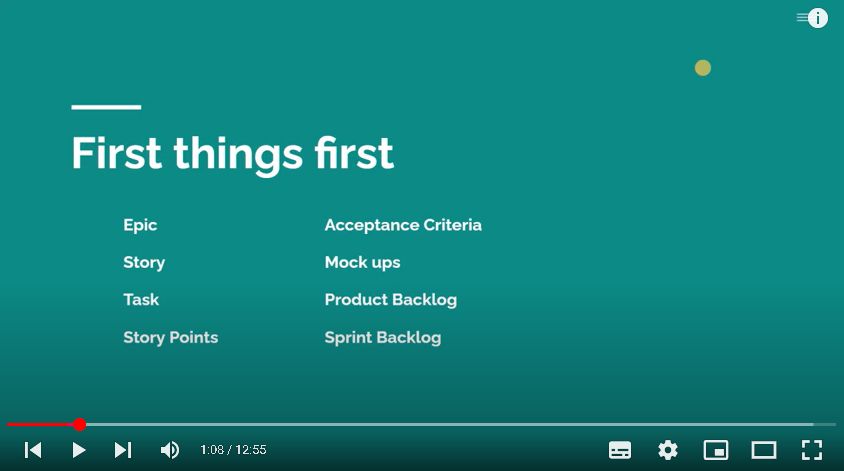 First things first
Epic
Story
Task
Story Points
Acceptance Criteria
Mock ups
Product Backlog
Sprint Backlog
1:08 / 12:55